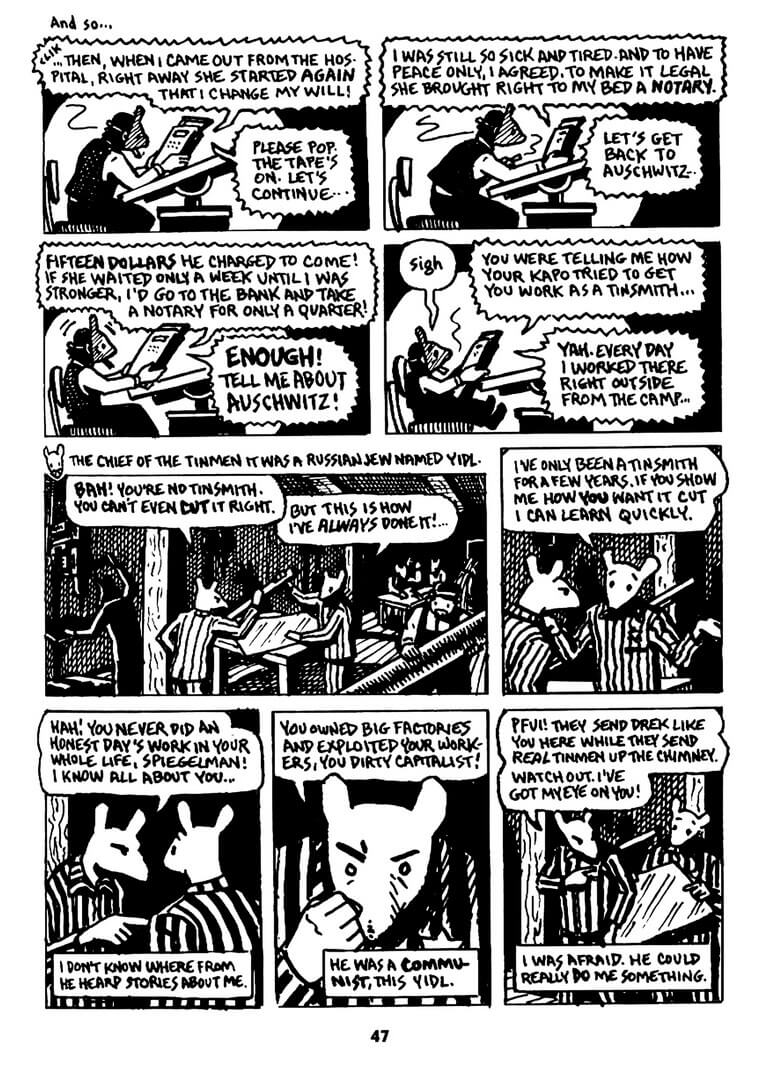 And so...
CLIK
...THEN, WHEN I CAME OUT FROM THE HOS-
PITAL, RIGHT AWAY SHE STARTED AGAIN
THAT I CHANGE MY WILL!
PLEASE POP.
THE TAPE'S
ON. LET'S
CONTINUE...
I WAS STILL SO SICK AND TIRED. AND TO HAVE
PEACE ONLY, I AGREED. TO MAKE IT LEGAL
SHE BROUGHT RIGHT TO MY BED A NOTARY.
LET'S GET
BACK TO
AUSCHWITZ..
FIFTEEN DOLLARS HE CHARGED TO COME!
IF SHE WAITED ONLY A WEEK UNTIL I WAS
STRONGER, I'D GO TO THE BANK AND TAKE
A NOTARY FOR ONLY A QUARTER!
ENOUGH!
TELL ME ABOUT
AUSCHWITZ!
Sigh
YOU WERE TELLING ME HOW
YOUR KAPO TRIED TO GET
YOU WORK AS A TINSMITH...
YAH. EVERY DAY
I WORKED THERE
RIGHT OUTSIDE
FROM THE CAMP...
THE CHIEF OF THE TINMEN IT WAS A RUSSIAN JEW NAMED YIDL.
BAH! YOU'RE NO TINSMITH.
YOU CAN'T EVEN CUT IT RIGHT.
BUT THIS IS HOW
I'VE ALWAYS DONE IT!...
I'VE ONLY BEEN A TINSMITH
FOR A FEW YEARS. IF YOU SHOW
ME HOW YOU WANT IT CUT
I CAN LEARN QUICKLY.
HAH! YOU NEVER DID AN
HONEST DAY'S WORK IN YOUR
WHOLE LIFE, SPIEGELMAN!
I KNOW ALL ABOUT YOU...
I DON'T KNOW WHERE FROM
HE HEARD STORIES ABOUT ME.
YOU OWNED BIG FACTORIES
AND EXPLOITED YOUR WORK-
ERS, YOU DIRTY CAPITALIST!
HE WAS A COMMU-
NIST, THIS YIDL.
PFUI! THEY SEND DREK LIKE
YOU HERE WHILE THEY SEND
REAL TINMEN UP THE CHIMNEY.
WATCH OUT. I'VE
GOT MY EYE ON YOU!
I WAS AFRAID. HE COULD
REALLY DO ME SOMETHING.
47